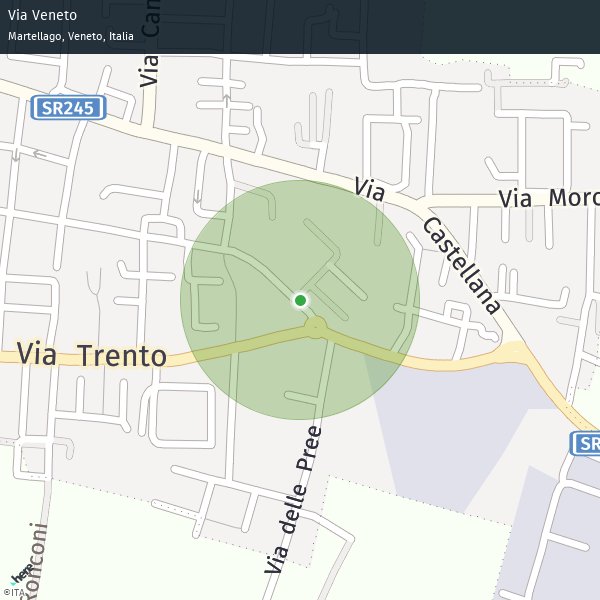 Via Veneto
Martellago, Veneto, Italia
Via Can
SR245
Via Castellana
Via Moro
Via Trento
SR
Via delle Pree
Ronconi
here
© ITA